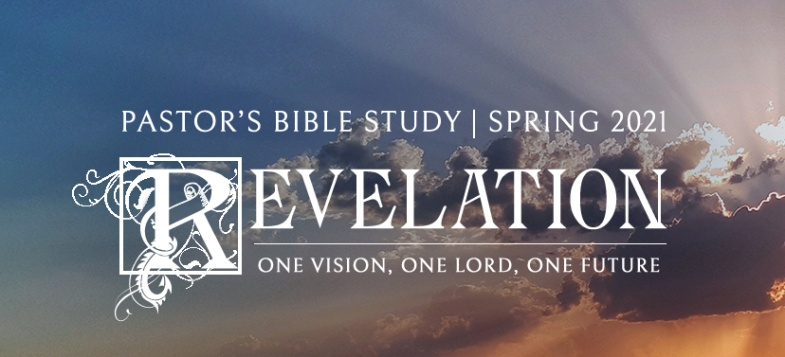 PASTOR'S BIBLE STUDY | SPRING 2021
REVELATION
ONE VISION, ONE LORD, ONE FUTURE